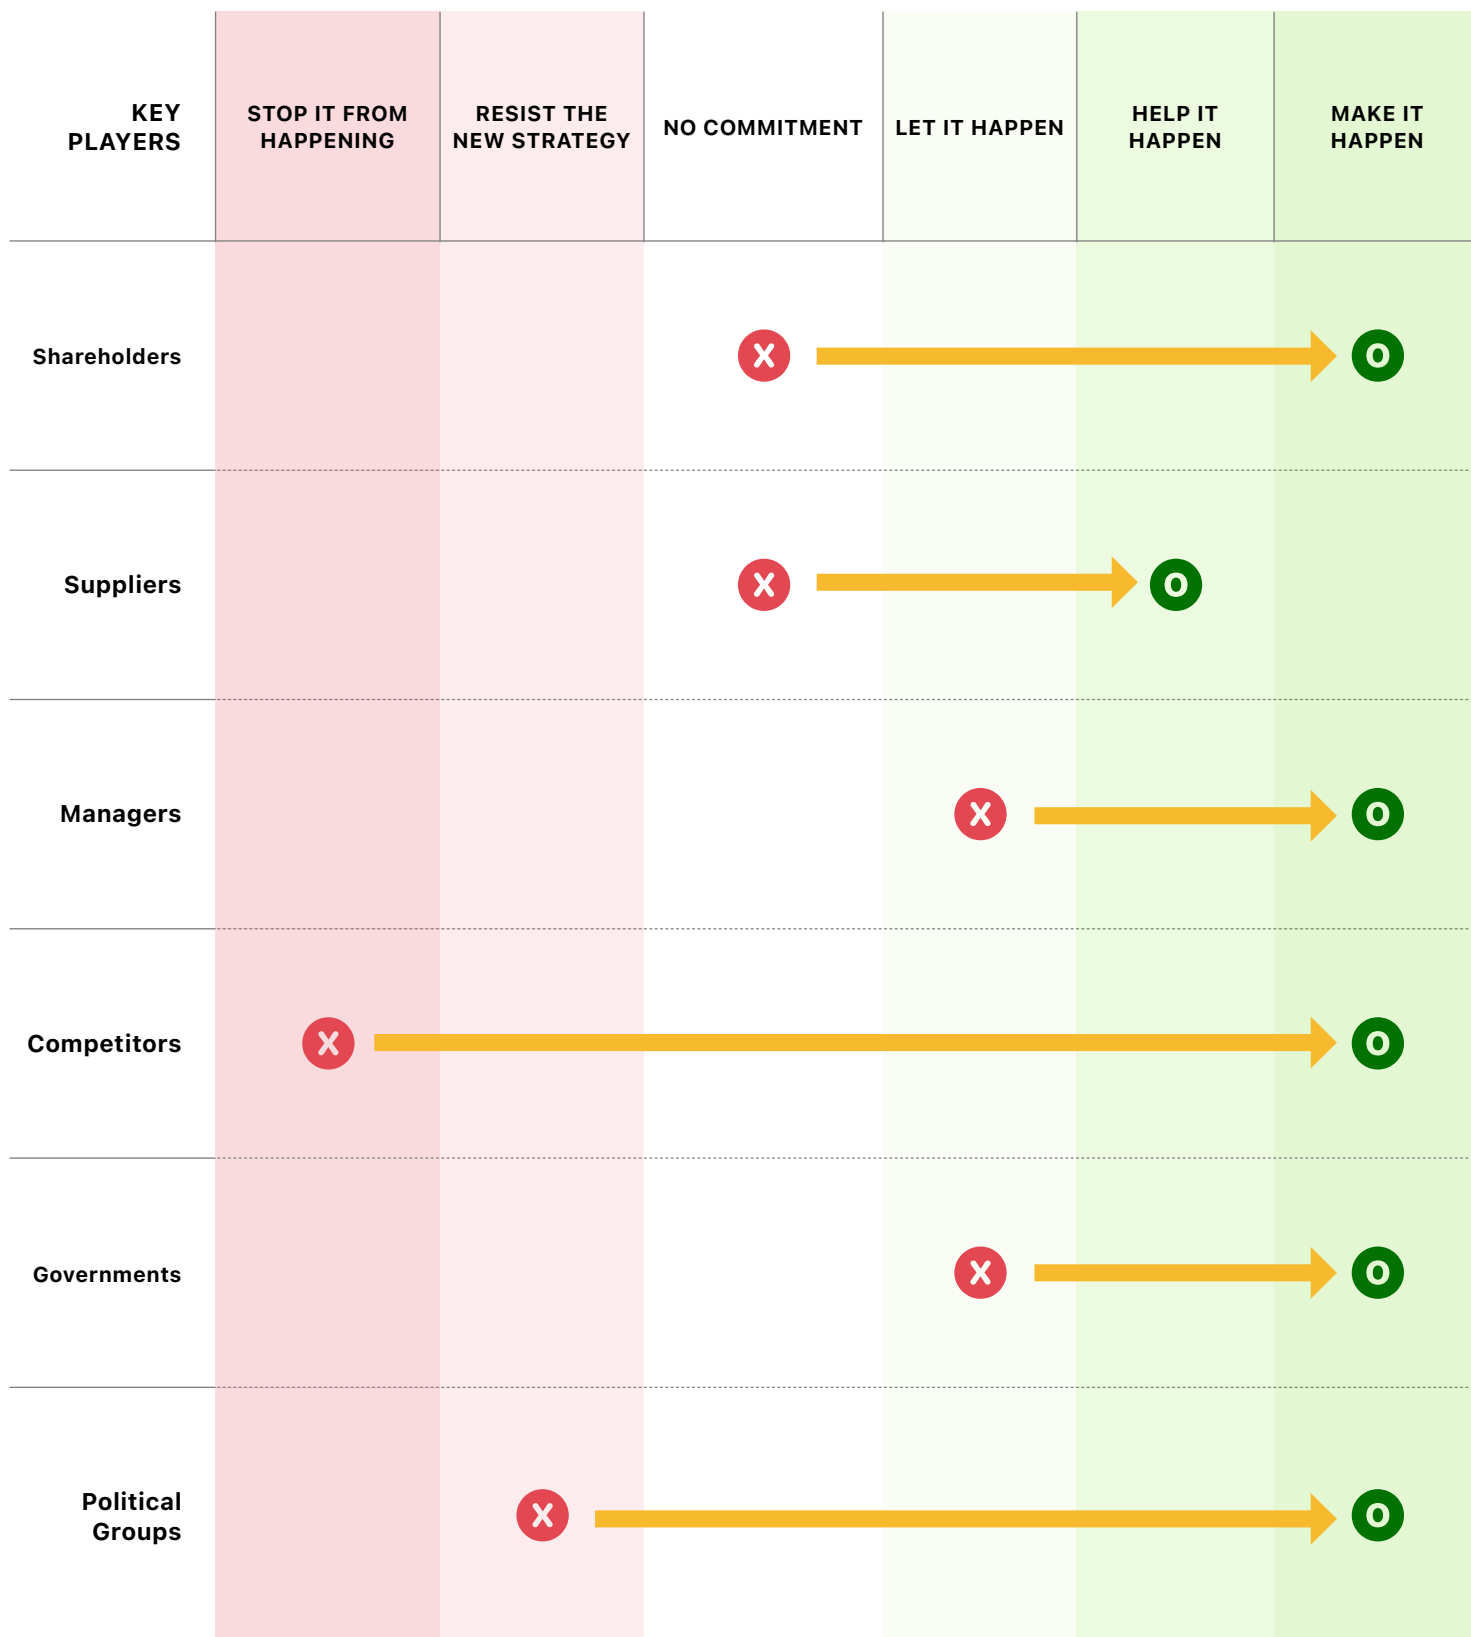 KEY
PLAYERS
STOP IT FROM
HAPPENING
RESIST THE
NEW STRATEGY
NO COMMITMENT
LET IT HAPPEN
HELP IT
HAPPEN
MAKE IT
HAPPEN
Shareholders
X
O
Suppliers
X
O
Managers
X
O
Competitors
X
O
Governments
X
O
Political
Groups
X
O